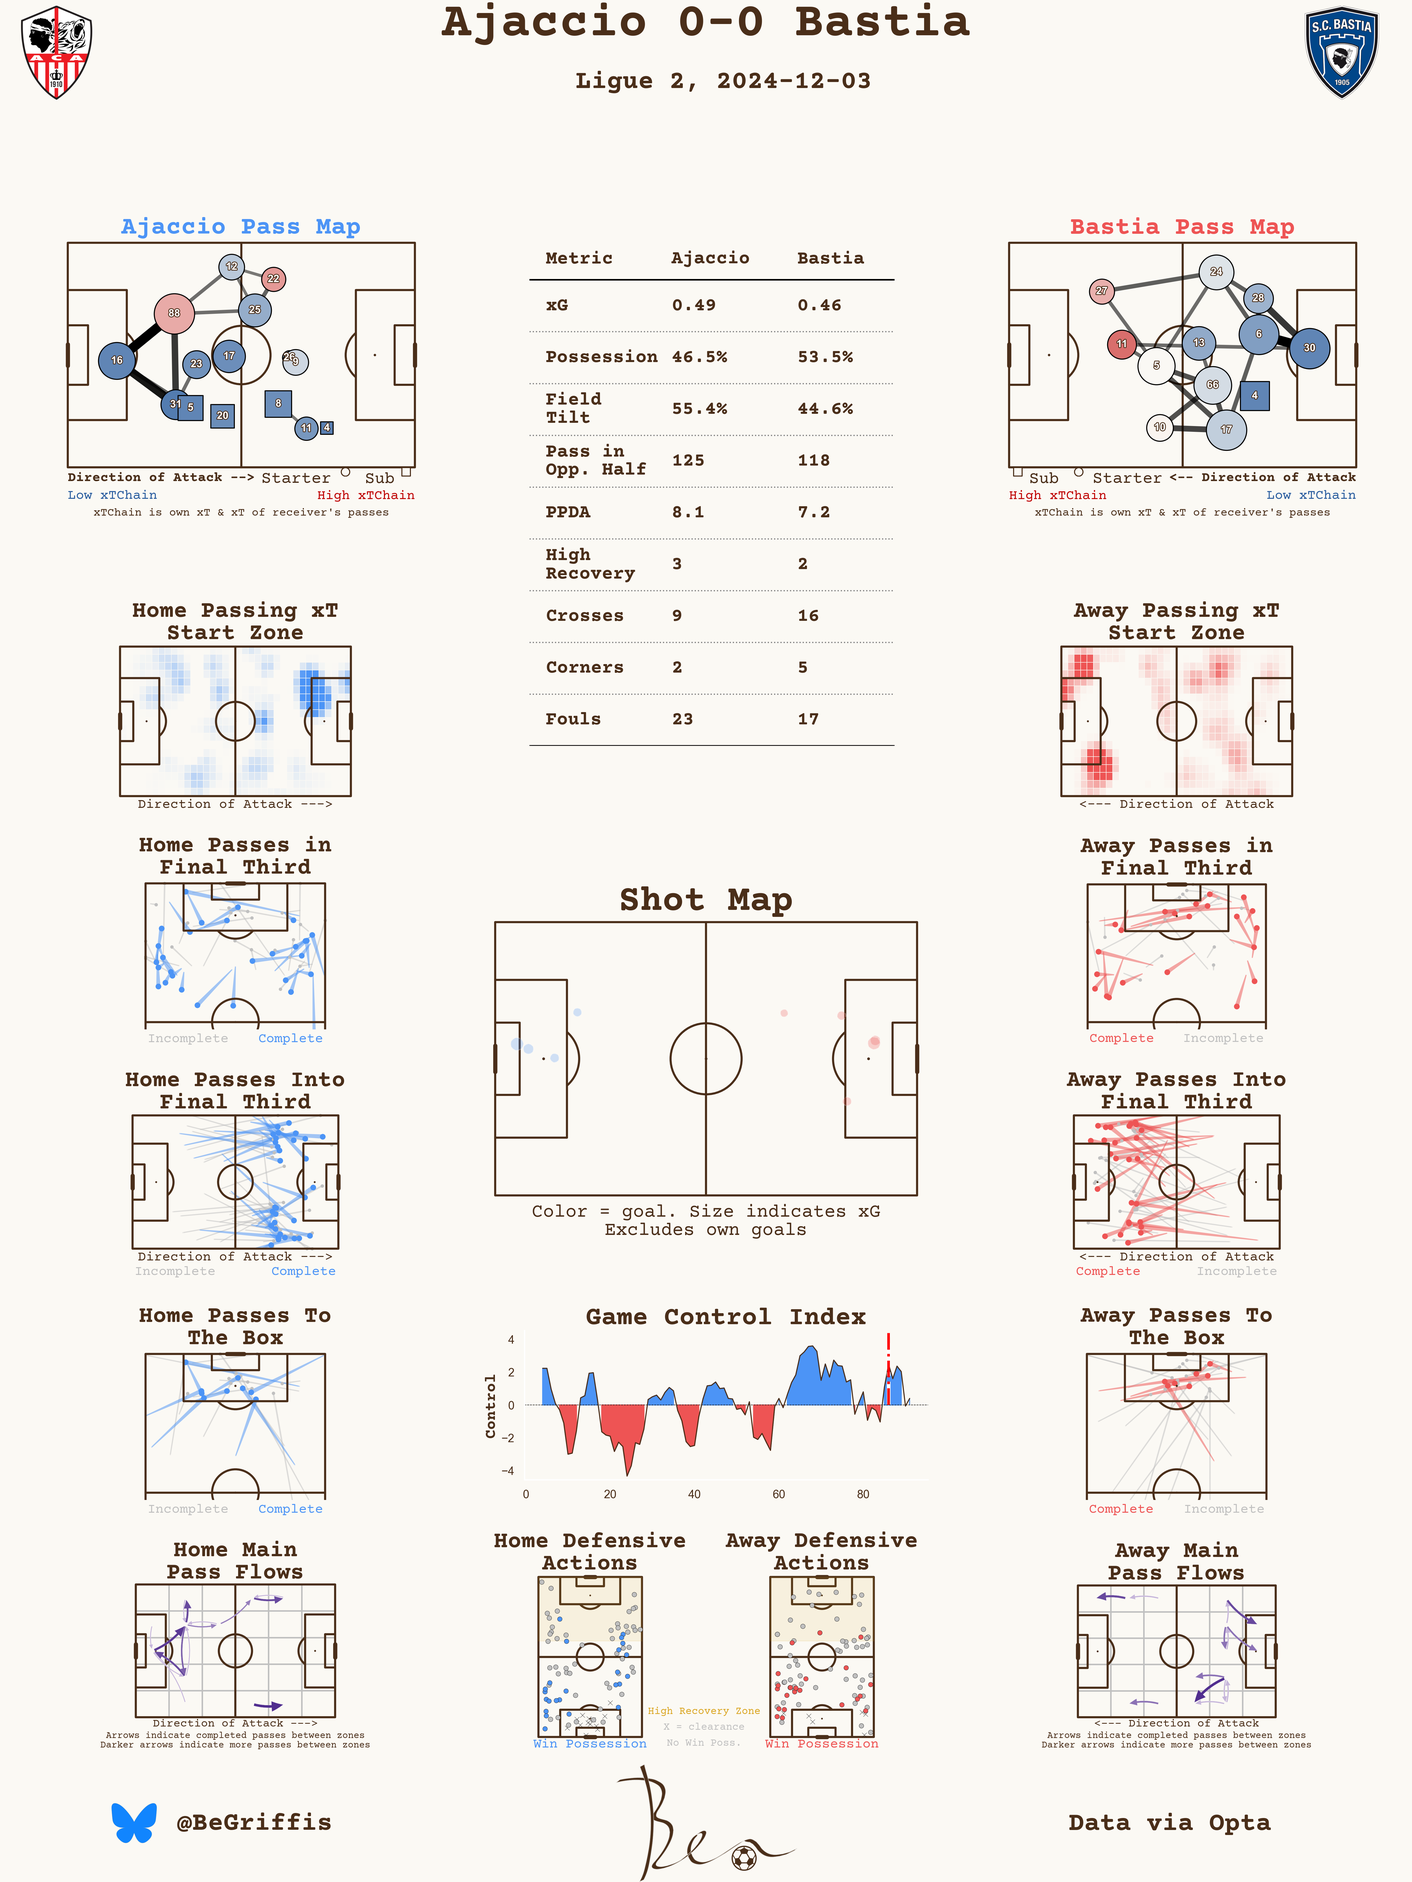 Ajaccio 0-0 Bastia
Ligue 2, 2024-12-03
ACA
1910
S.C. BASTIA
1905
Ajaccio Pass Map
12
22
88
25
16
23
17
26
9
31
5
20
8
11
4
Direction of Attack --> Starter Sub
Low xTChain High xTChain
xTChain is own xT & xT of receiver's passes
Metric Ajaccio Bastia
xG 0.49 0.46
Possession 46.5% 53.5%
Field
Tilt 55.4% 44.6%
Pass in
Opp. Half 125 118
PPDA 8.1 7.2
High
Recovery 3 2
Crosses 9 16
Corners 2 5
Fouls 23 17
Bastia Pass Map
24
27
28
11
13
6
30
5
66
4
10
17
Sub Starter <-- Direction of Attack
High xTChain Low xTChain
xTChain is own xT & xT of receiver's passes
Home Passing xT
Start Zone
Direction of Attack --->
Away Passing xT
Start Zone
<--- Direction of Attack
Home Passes in
Final Third
Incomplete Complete
Away Passes in
Final Third
Complete Incomplete
Shot Map
Color = goal. Size indicates xG
Excludes own goals
Home Passes Into
Final Third
Direction of Attack --->
Incomplete Complete
Away Passes Into
Final Third
<--- Direction of Attack
Complete Incomplete
Home Passes To
The Box
Incomplete Complete
Game Control Index
Control
4
2
0
−2
−4
0 20 40 60 80
Away Passes To
The Box
Complete Incomplete
Home Main
Pass Flows
Direction of Attack --->
Arrows indicate completed passes between zones
Darker arrows indicate more passes between zones
Home Defensive
Actions
Win Possession
High Recovery Zone
X = clearance
No Win Poss.
Away Defensive
Actions
Win Possession
Away Main
Pass Flows
<--- Direction of Attack
Arrows indicate completed passes between zones
Darker arrows indicate more passes between zones
@BeGriffis
Ben
Data via Opta